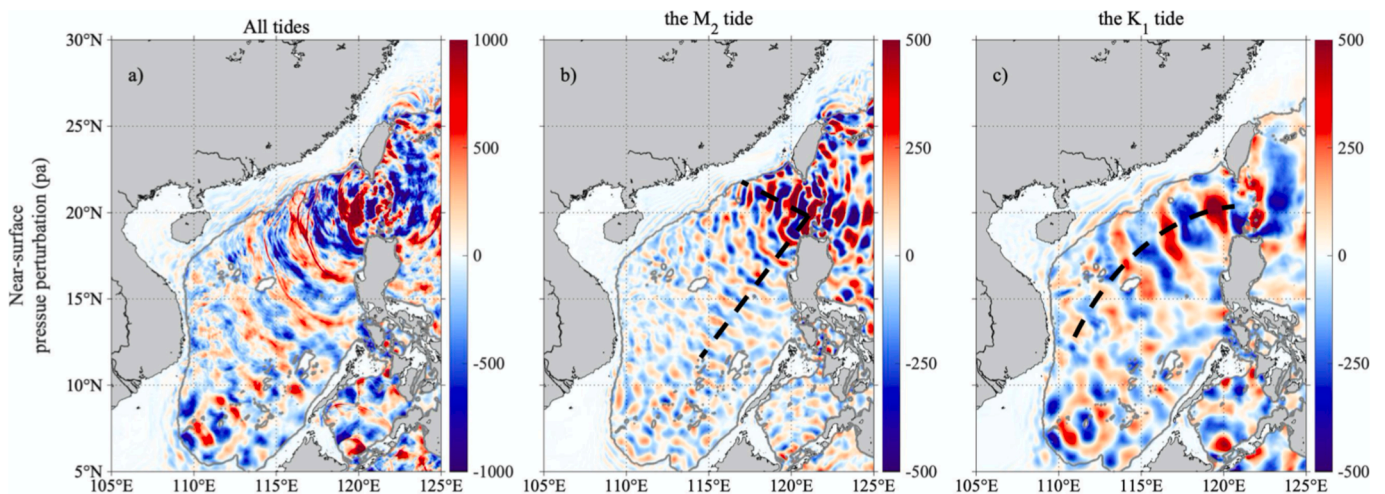 All tides
the M2 tide
the K1 tide
Near-surface
pressure perturbation (pa)
a)
30°N
25°N
20°N
15°N
10°N
5°N
105°E
110°E
115°E
120°E
125°E
1000
500
0
-500
-1000
b)
105°E
110°E
115°E
120°E
125°E
500
250
0
-250
-500
c)
105°E
110°E
115°E
120°E
125°E
500
250
0
-250
-500